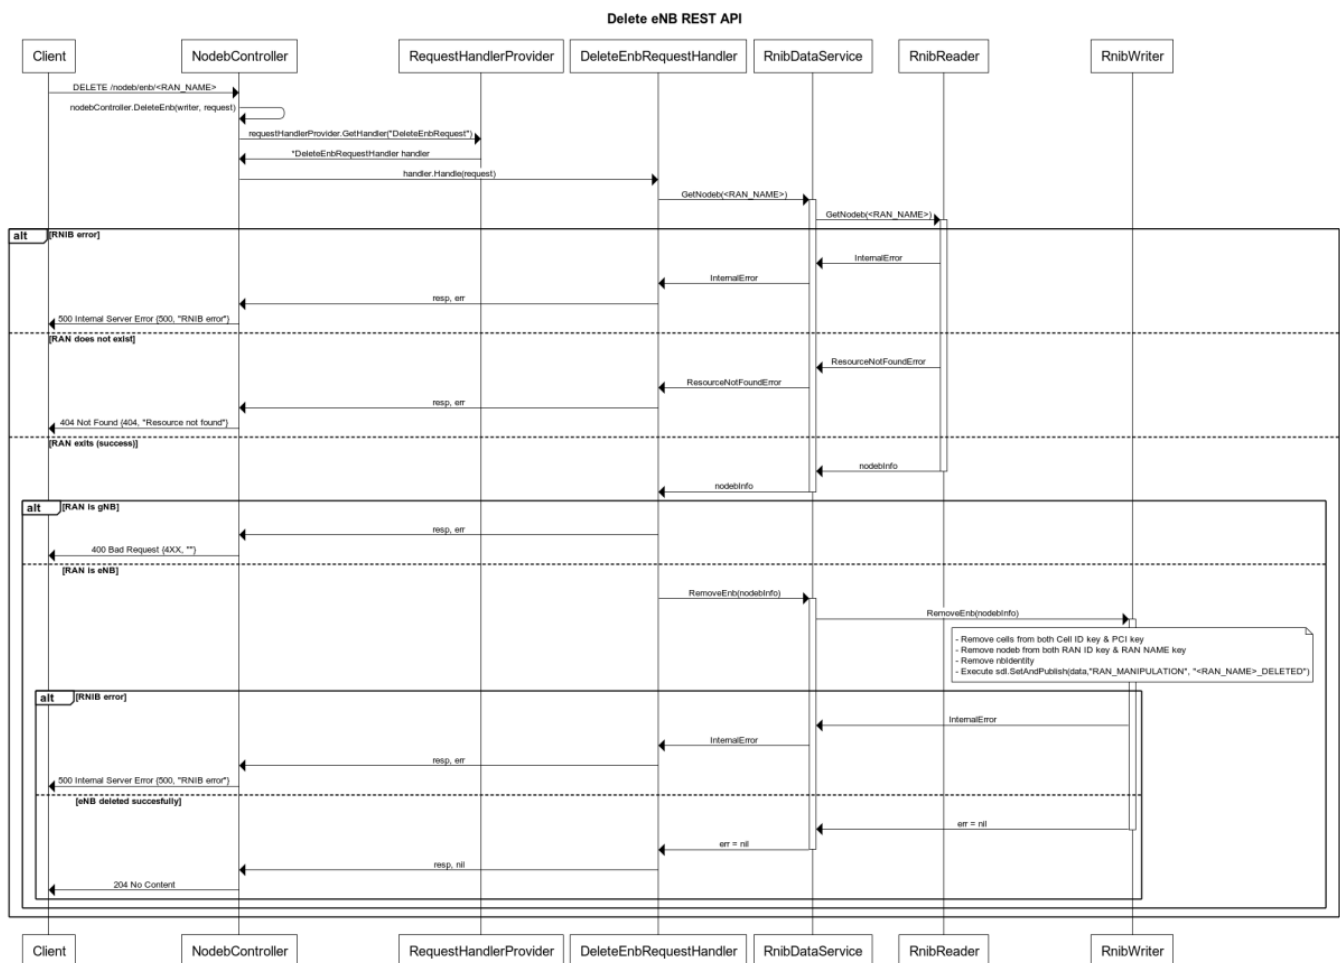 Delete eNB REST API
Client
NodebController
RequestHandlerProvider
DeleteEnbRequestHandler
RnibDataService
RnibReader
RnibWriter
DELETE /nodeb/enb/<RAN_NAME>
nodebController.DeleteEnb(writer, request)
requestHandlerProvider.GetHandler("DeleteEnbRequest")
*DeleteEnbRequestHandler handler
handler.Handle(request)
GetNodeb(<RAN_NAME>)
GetNodeb(<RAN_NAME>)
alt [RNIB error]
InternalError
InternalError
resp, err
500 Internal Server Error {500, "RNIB error"}
[RAN does not exist]
ResourceNotFoundError
ResourceNotFoundError
resp, err
404 Not Found {404, "Resource not found"}
[RAN exits (success)]
nodebInfo
nodebInfo
alt [RAN is gNB]
resp, err
400 Bad Request {4XX, ""}
[RAN is eNB]
RemoveEnb(nodebInfo)
RemoveEnb(nodebInfo)
- Remove cells from both Cell ID key & PCI key
- Remove nodeb from both RAN ID key & RAN NAME key
- Remove nbIdentity
- Execute sdl.SetAndPublish(data,"RAN_MANIPULATION", "<RAN_NAME>_DELETED")
alt [RNIB error]
InternalError
InternalError
resp, err
500 Internal Server Error {500, "RNIB error"}
[eNB deleted succesfully]
err = nil
err = nil
resp, nil
204 No Content
Client
NodebController
RequestHandlerProvider
DeleteEnbRequestHandler
RnibDataService
RnibReader
RnibWriter